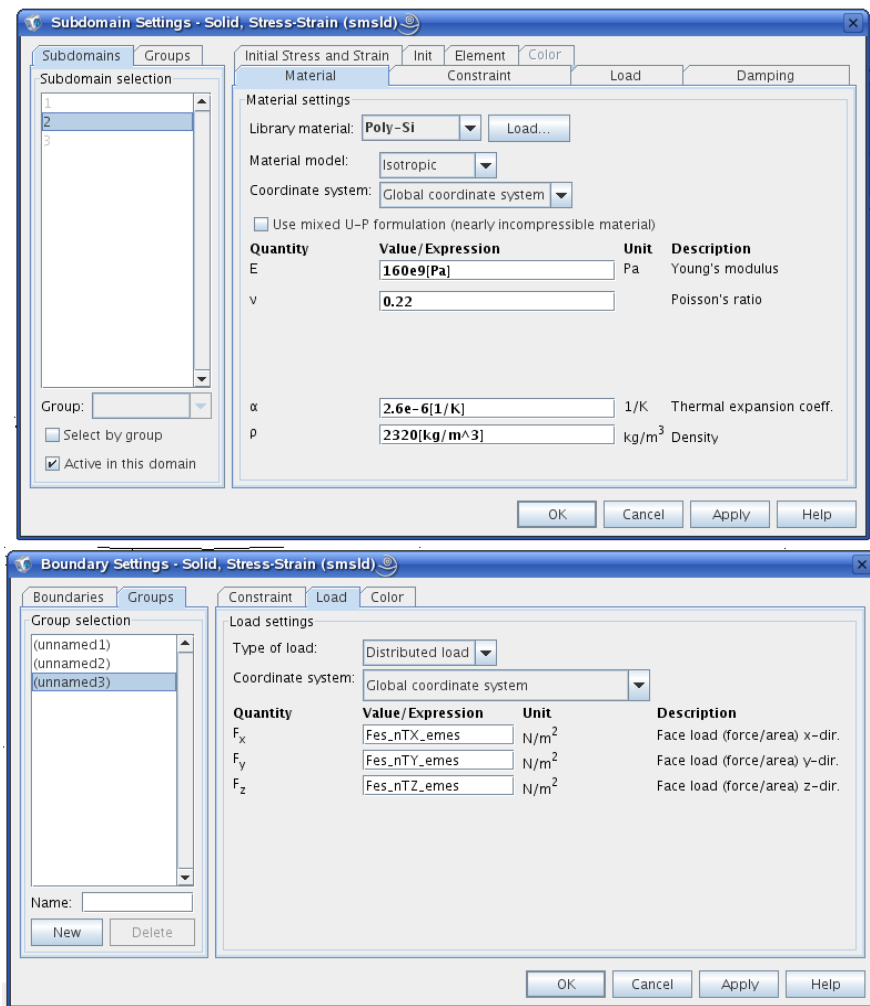 Subdomain Settings - Solid, Stress-Strain (smsld)
Subdomains Groups
Subdomain selection
1
2
3
Group:
Select by group
Active in this domain
Initial Stress and Strain Init Element Color
Material Constraint Load Damping
Material settings
Library material: Poly-Si Load...
Material model: Isotropic
Coordinate system: Global coordinate system
Use mixed U-P formulation (nearly incompressible material)
Quantity Value/Expression Unit Description
E 160e9[Pa] Pa Young's modulus
ν 0.22 Poisson's ratio
α 2.6e-6[1/K] 1/K Thermal expansion coeff.
ρ 2320[kg/m^3] kg/m³ Density
OK Cancel Apply Help
Boundary Settings - Solid, Stress-Strain (smsld)
Boundaries Groups
Group selection
(unnamed1)
(unnamed2)
(unnamed3)
Name:
New Delete
Constraint Load Color
Load settings
Type of load: Distributed load
Coordinate system: Global coordinate system
Quantity Value/Expression Unit Description
Fx Fes_nTX_emes N/m² Face load (force/area) x-dir.
Fy Fes_nTY_emes N/m² Face load (force/area) y-dir.
Fz Fes_nTZ_emes N/m² Face load (force/area) z-dir.
OK Cancel Apply Help